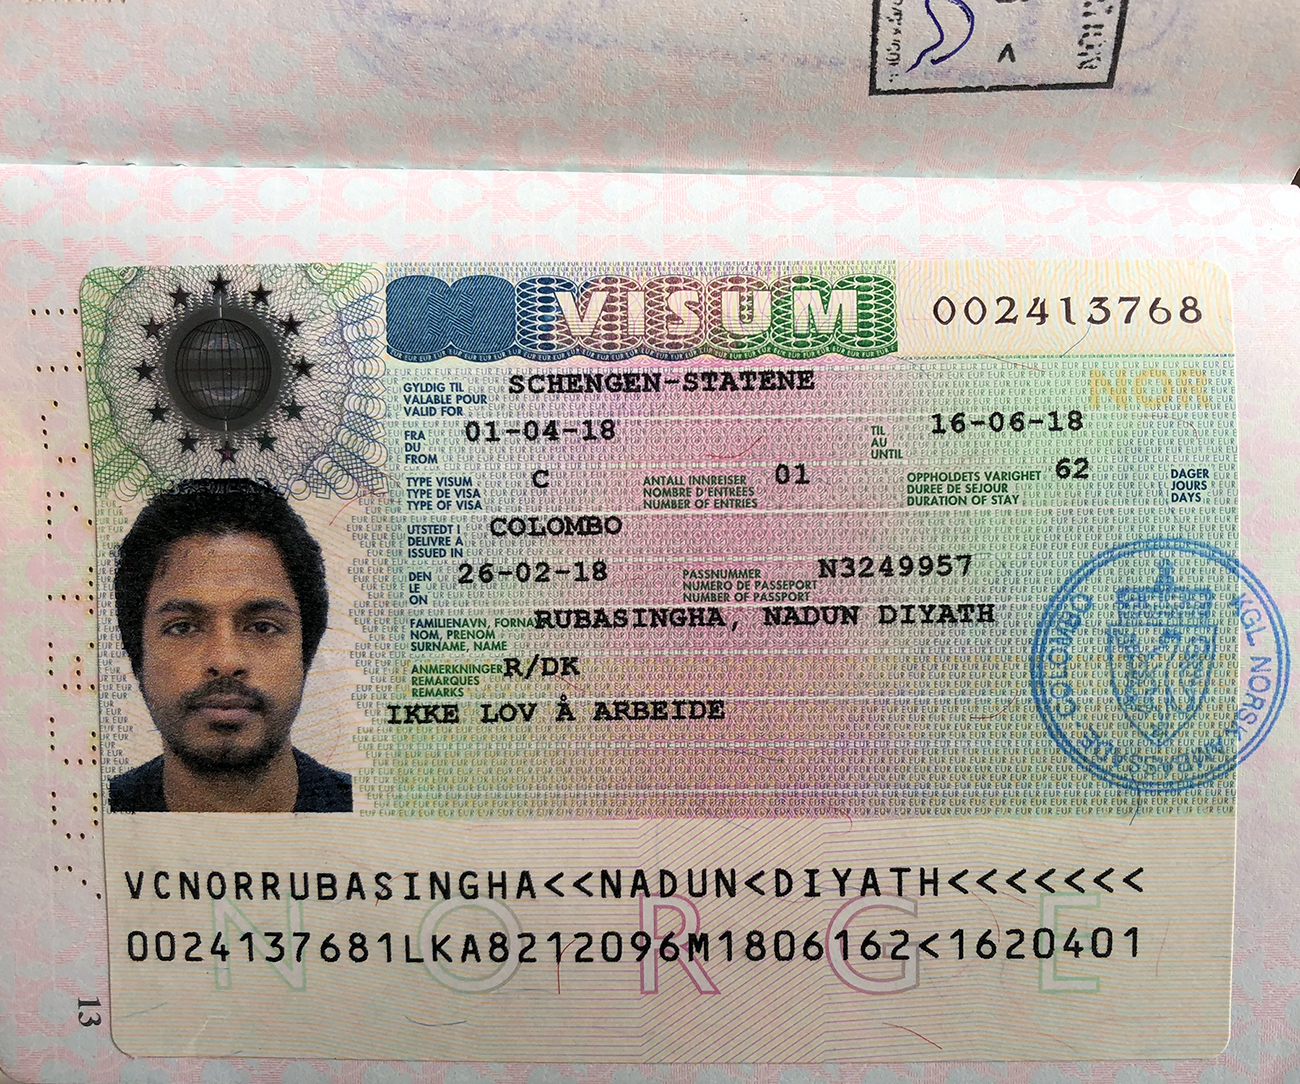 VISUM
002413768
NOR
GYLDIG TIL
VALABLE POUR
VALID FOR
SCHENGEN-STATENE
FRA
DU
FROM
01-04-18
TIL
AU
UNTIL
16-06-18
TYPE VISUM
TYPE DE VISA
TYPE OF VISA
C
ANTALL INNREISER
NOMBRE D'ENTREES
NUMBER OF ENTRIES
01
OPPHOLDETS VARIGHET
DUREE DE SEJOUR
DURATION OF STAY
62
DAGER
JOURS
DAYS
UTSTEDT I
DELIVRE A
ISSUED IN
COLOMBO
DEN
LE
ON
26-02-18
PASSNUMMER
NUMERO DE PASSEPORT
NUMBER OF PASSPORT
N3249957
FAMILIENAVN, FORNA
NOM, PRENOM
SURNAME, NAME
RUBASINGHA, NADUN DIYATH
ANMERKNINGER
REMARQUES
REMARKS
R/DK
IKKE LOV Å ARBEIDE
KGL NORSK AMBASSADE COLOMBO
VCNORRUBASINGHA<<NADUN<DIYATH<<<<<<<
0024137681LKA8212096M1806162<1620401
NORGE
13